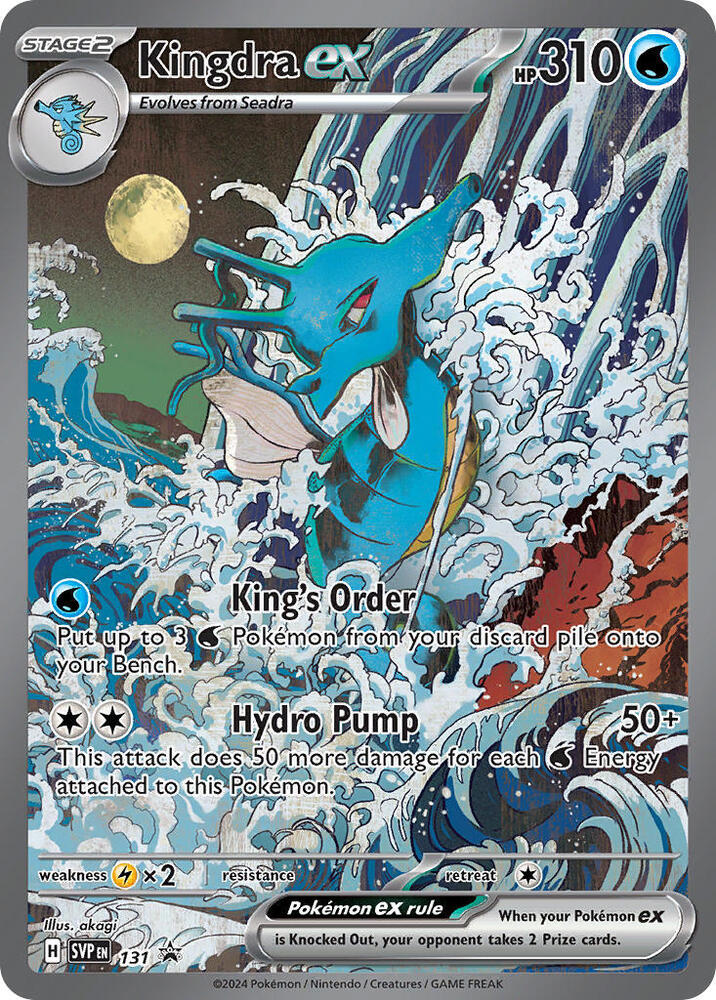 STAGE2
Kingdra ex
HP310
Evolves from Seadra
King's Order
Put up to 3 Pokémon from your discard pile onto
your Bench.
Hydro Pump 50+
This attack does 50 more damage for each Energy
attached to this Pokémon.
weakness ×2 resistance retreat
Illus. akagi
Pokémon ex rule
When your Pokémon ex
is Knocked Out, your opponent takes 2 Prize cards.
H SVP EN 131
©2024 Pokémon / Nintendo / Creatures / GAME FREAK